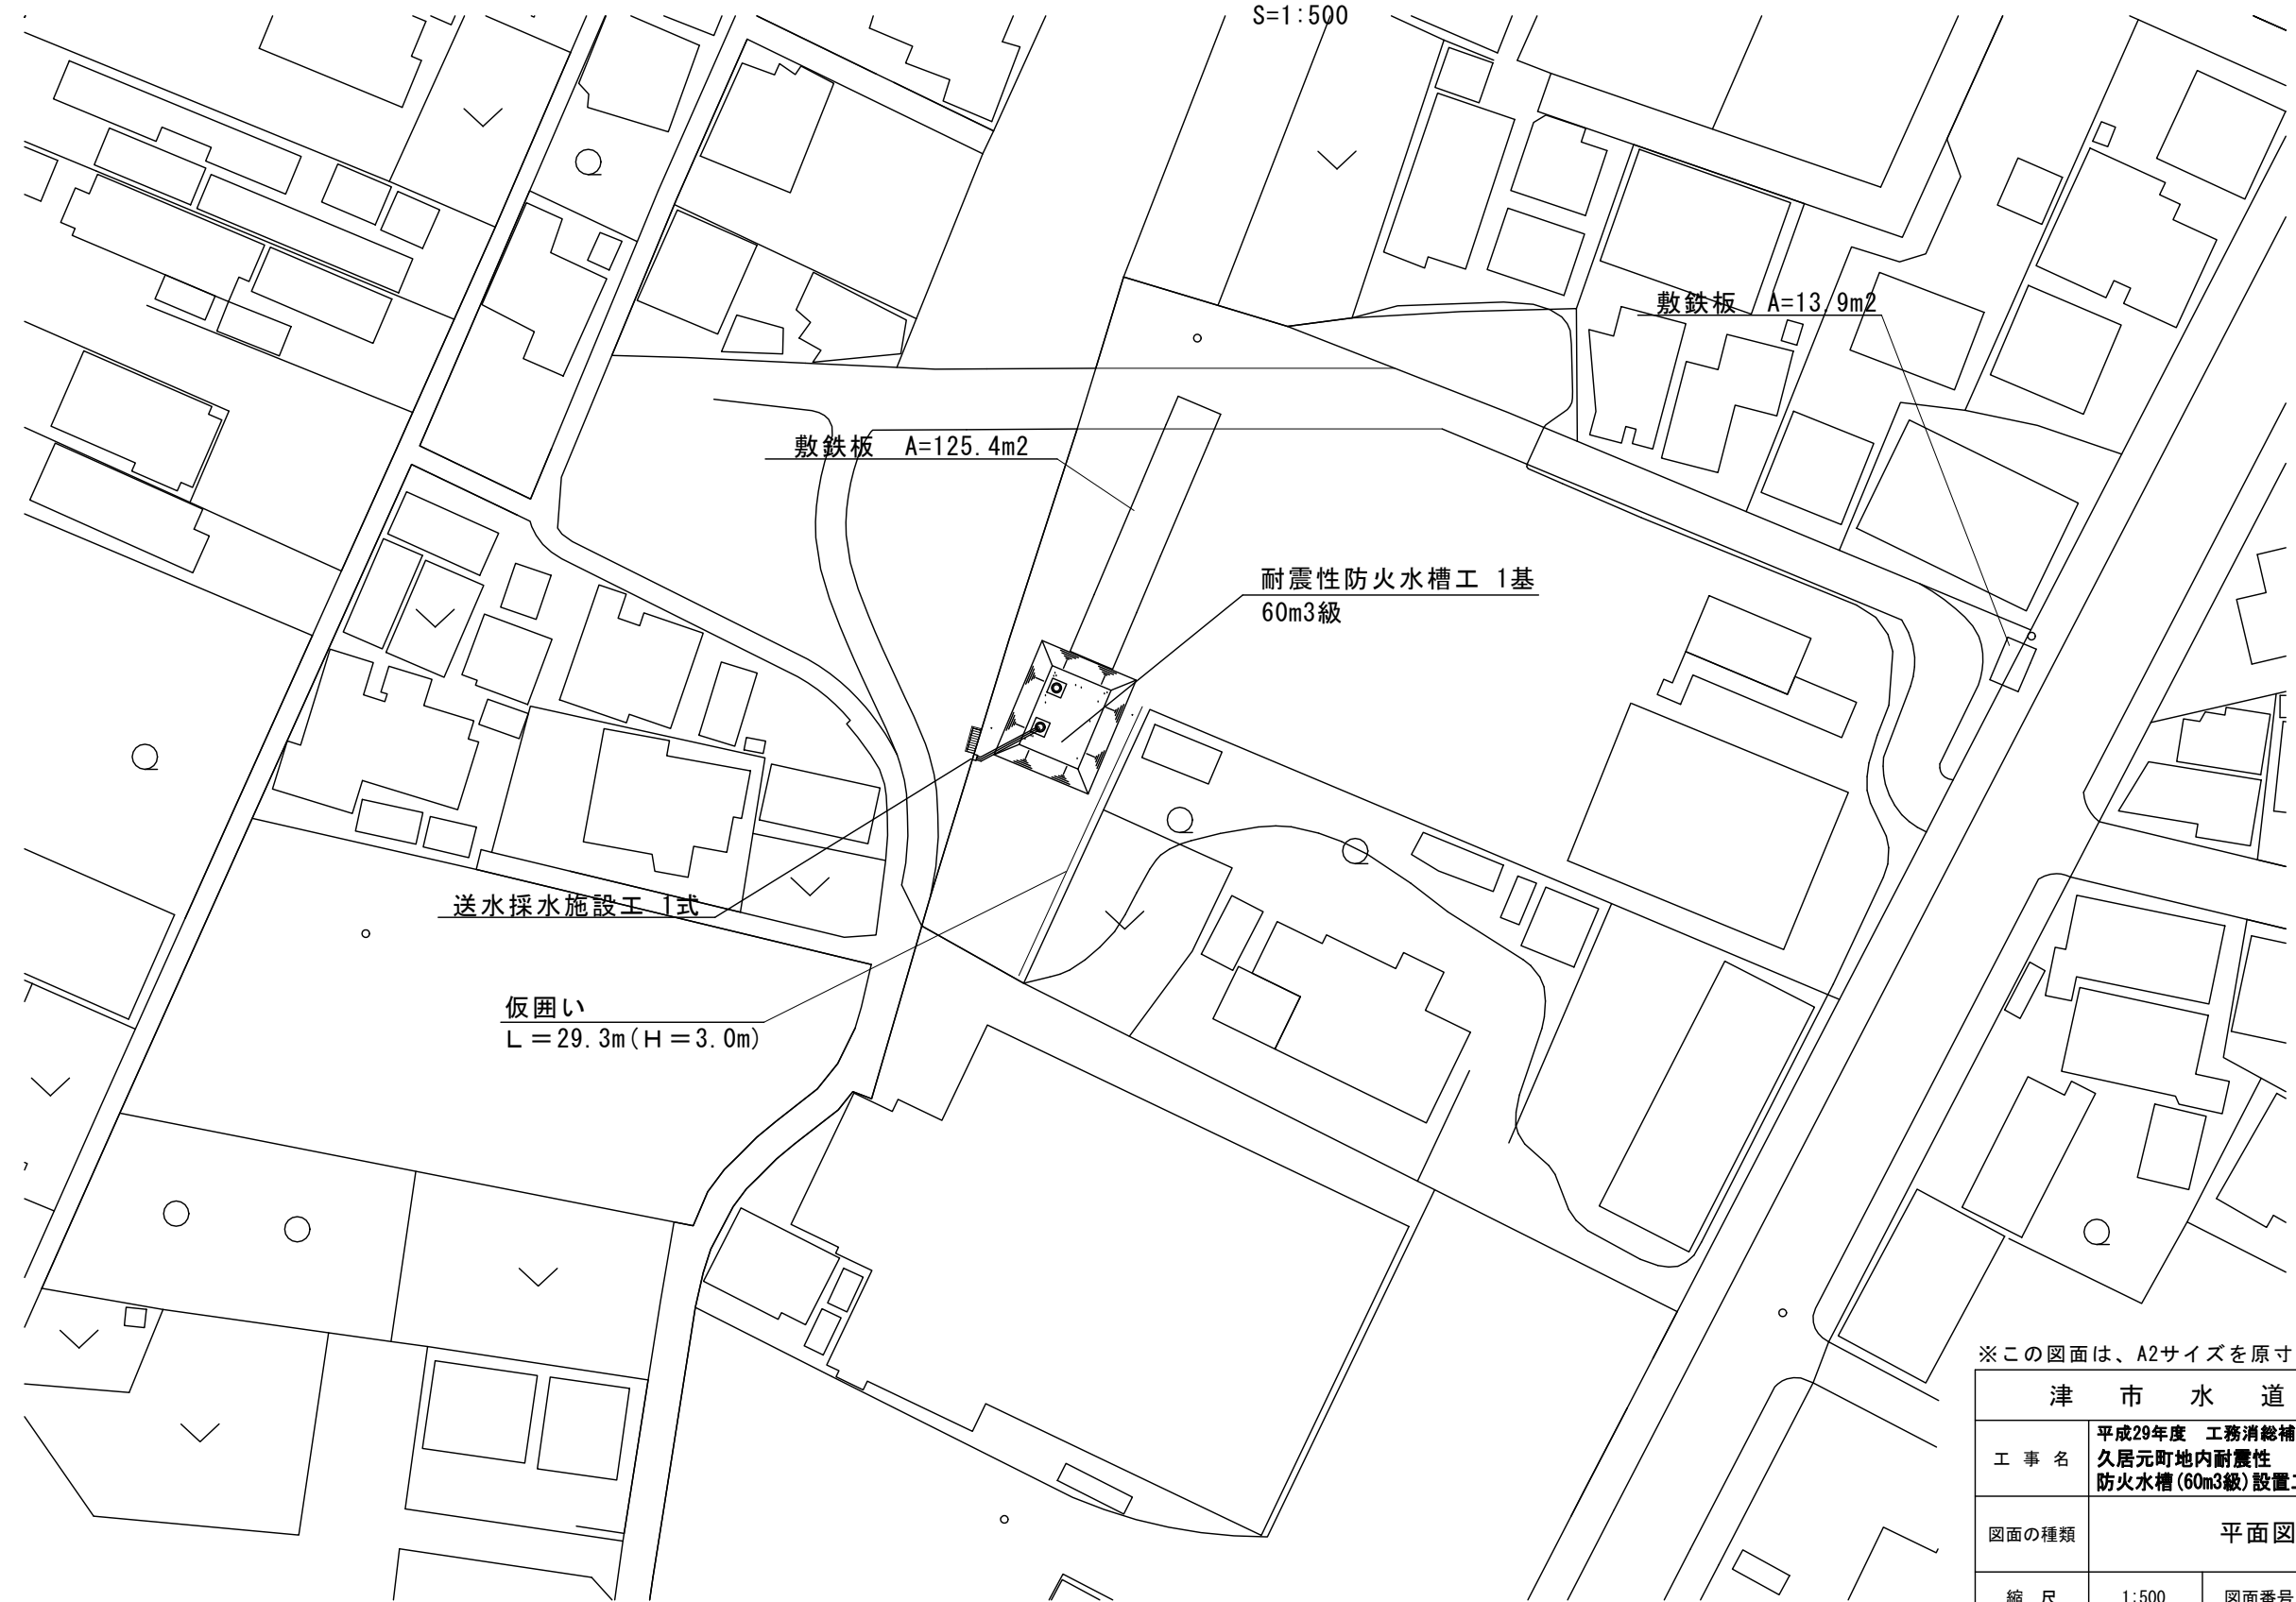 S=1:500
敷鉄板 A=13.9m2
敷鉄板 A=125.4m2
耐震性防火水槽工 1基
60m3級
送水採水施設工 1式
仮囲い
L=29.3m(H=3.0m)
※この図面は、A2サイズを原寸
津 市 水 道
工 事 名
平成29年度 工務消総補
久居元町地内耐震性
防火水槽(60m3級)設置
図面の種類
平面図
縮 尺
1:500
図面番号